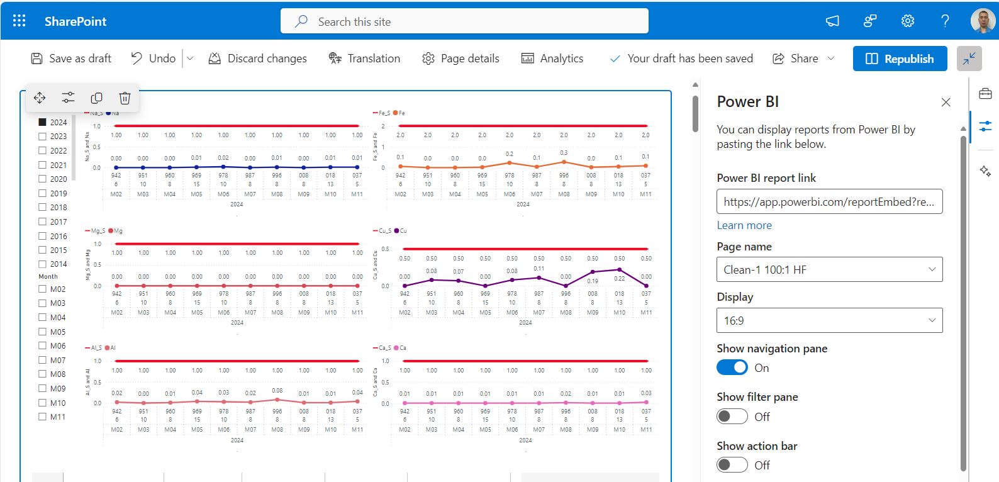 SharePoint
Search this site
Save as draft
Undo
Discard changes
Translation
Page details
Analytics
Your draft has been saved
Share
Republish
2024
2023
2022
2021
2020
2019
2018
2017
2016
2015
2014
Month
M02
M03
M04
M05
M06
M07
M08
M09
M10
M11
Na_S Na
Na_S and Na
1.0
0.5
0.0
1.00 1.00 1.00 1.00 1.00 1.00 1.00 1.00 1.00 1.00
0.00 0.00 0.00 0.01 0.02 0.00 0.01 0.00 0.01 0.01
942 951 960 969 978 987 996 008 018 037
6 10 8 15 10 8 8 8 13 5
M02 M03 M04 M05 M06 M07 M08 M09 M10 M11
2024
Fe_S Fe
Fe_S and Fe
2
1
0
2.0 2.0 2.0 2.0 2.0 2.0 2.0 2.0 2.0 2.0
0.1 0.0 0.0 0.0 0.2 0.1 0.3 0.0 0.1 0.1
942 951 960 969 978 987 996 008 018 037
6 10 8 15 10 8 8 8 13 5
M02 M03 M04 M05 M06 M07 M08 M09 M10 M11
2024
Mg_S Mg
Mg_S and Mg
1.0
0.5
0.0
1.00 1.00 1.00 1.00 1.00 1.00 1.00 1.00 1.00 1.00
0.00 0.00 0.00 0.00 0.00 0.00 0.00 0.00 0.00 0.00
942 951 960 969 978 987 996 008 018 037
6 10 8 15 10 8 8 8 13 5
M02 M03 M04 M05 M06 M07 M08 M09 M10 M11
2024
Cu_S Cu
Cu_S and Cu
0.5
0.0
0.50 0.50 0.50 0.50 0.50 0.50 0.50 0.50 0.50 0.50
0.00 0.08 0.07 0.00 0.08 0.11 0.00 0.19 0.22 0.00
942 951 960 969 978 987 996 008 018 037
6 10 8 15 10 8 8 8 13 5
M02 M03 M04 M05 M06 M07 M08 M09 M10 M11
2024
Al_S Al
Al_S and Al
1.0
0.5
0.0
1.00 1.00 1.00 1.00 1.00 1.00 1.00 1.00 1.00 1.00
0.02 0.00 0.01 0.04 0.03 0.02 0.08 0.01 0.01 0.04
942 951 960 969 978 987 996 008 018 037
6 10 8 15 10 8 8 8 13 5
M02 M03 M04 M05 M06 M07 M08 M09 M10 M11
2024
Ca_S Ca
Ca_S and Ca
1.0
0.5
0.0
1.00 1.00 1.00 1.00 1.00 1.00 1.00 1.00 1.00 1.00
0.01 0.01 0.01 0.01 0.01 0.01 0.02 0.01 0.01 0.03
942 951 960 969 978 987 996 008 018 037
6 10 8 15 10 8 8 8 13 5
M02 M03 M04 M05 M06 M07 M08 M09 M10 M11
2024
Power BI
You can display reports from Power BI by
pasting the link below.
Power BI report link
https://app.powerbi.com/reportEmbed?re...
Learn more
Page name
Clean-1 100:1 HF
Display
16:9
Show navigation pane
On
Show filter pane
Off
Show action bar
Off